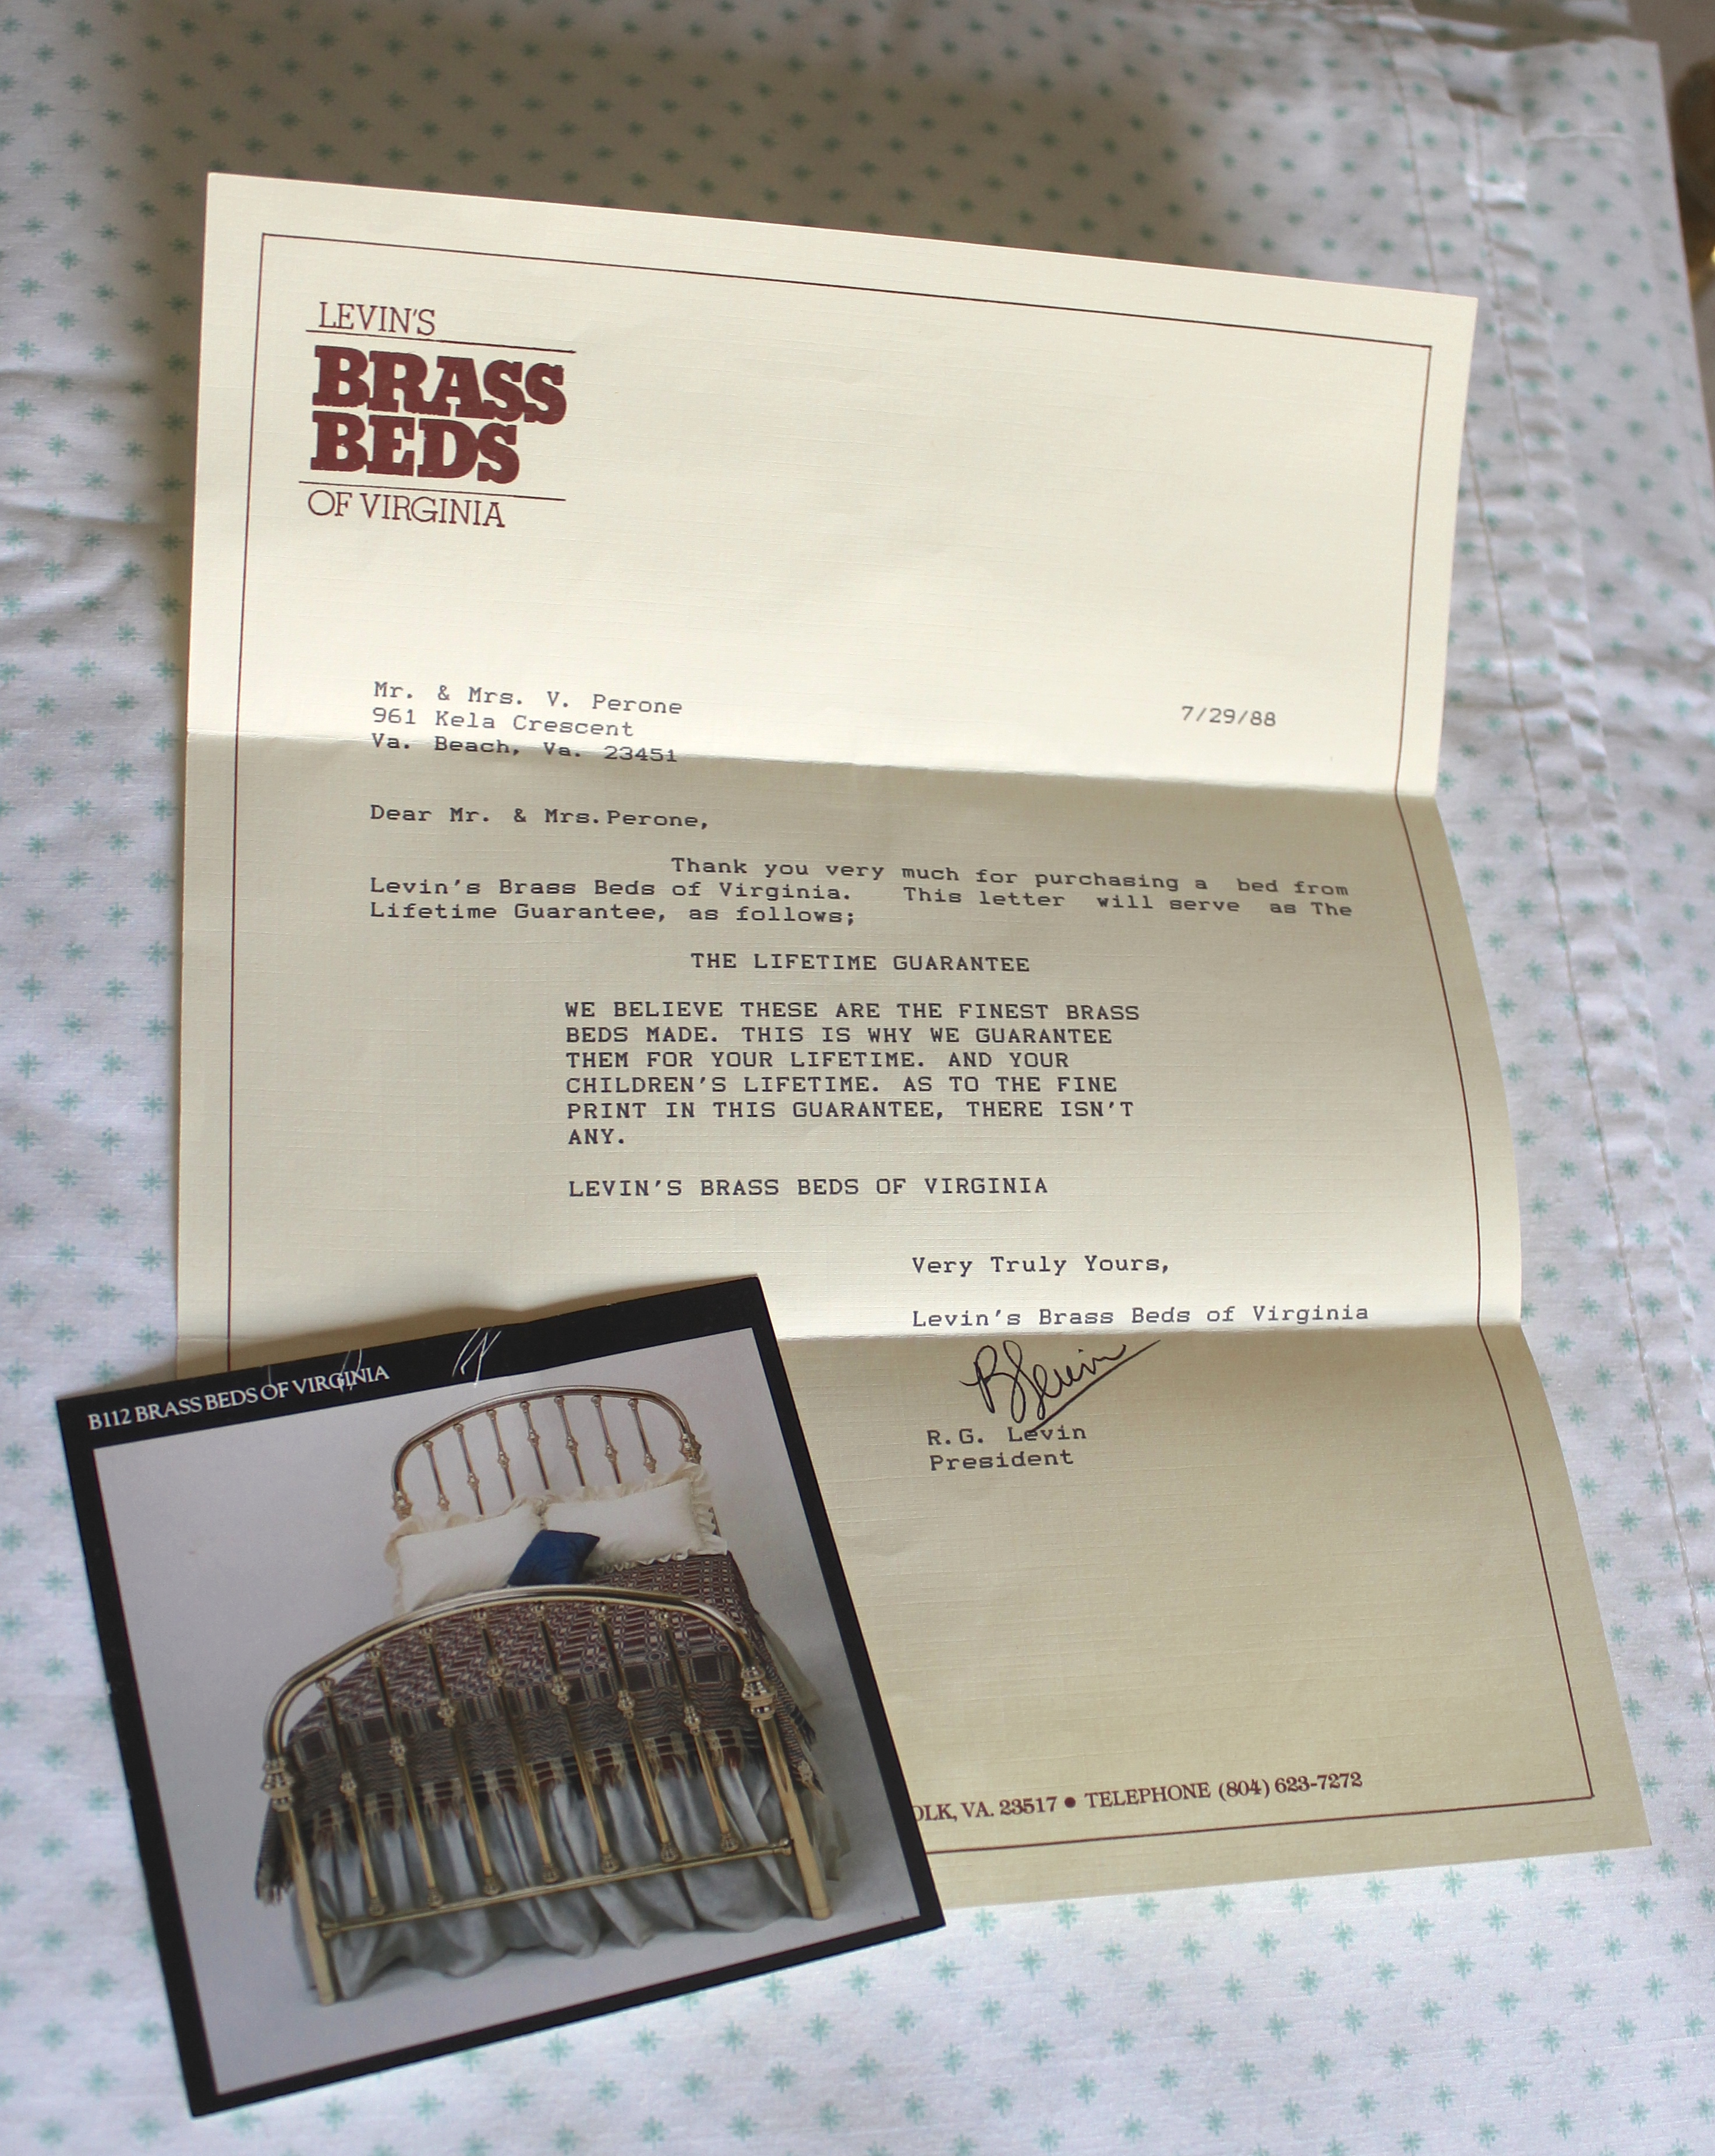 LEVIN'S
BRASS
BEDS
OF VIRGINIA
Mr. & Mrs. V. Perone
961 Kela Crescent
Va. Beach, Va. 23451
7/29/88
Dear Mr. & Mrs.Perone,
Thank you very much for purchasing a bed from
Levin's Brass Beds of Virginia. This letter will serve as The
Lifetime Guarantee, as follows;
THE LIFETIME GUARANTEE
WE BELIEVE THESE ARE THE FINEST BRASS
BEDS MADE. THIS IS WHY WE GUARANTEE
THEM FOR YOUR LIFETIME. AND YOUR
CHILDREN'S LIFETIME. AS TO THE FINE
PRINT IN THIS GUARANTEE, THERE ISN'T
ANY.
LEVIN'S BRASS BEDS OF VIRGINIA
Very Truly Yours,
Levin's Brass Beds of Virginia
R.G. Levin
President
OLK, VA. 23517 • TELEPHONE (804) 623-7272
B112 BRASS BEDS OF VIRGINIA